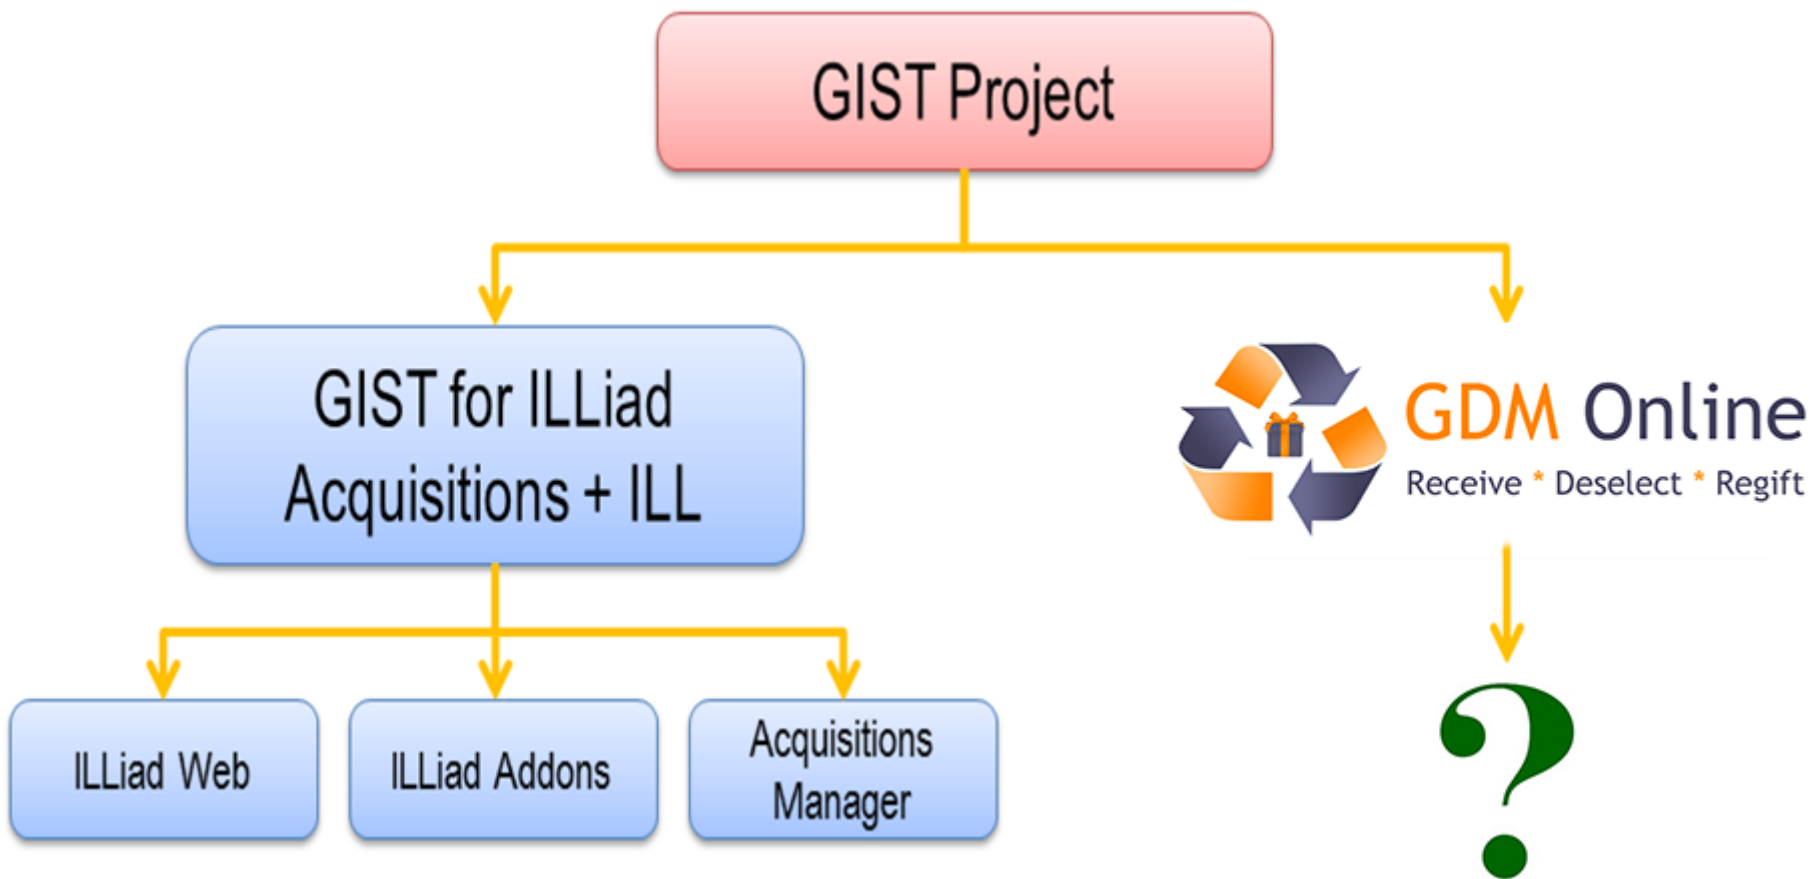 GIST Project
GIST for ILLiad
Acquisitions + ILL
GDM Online
Receive * Deselect * Regift
ILLiad Web
ILLiad Addons
Acquisitions
Manager
?